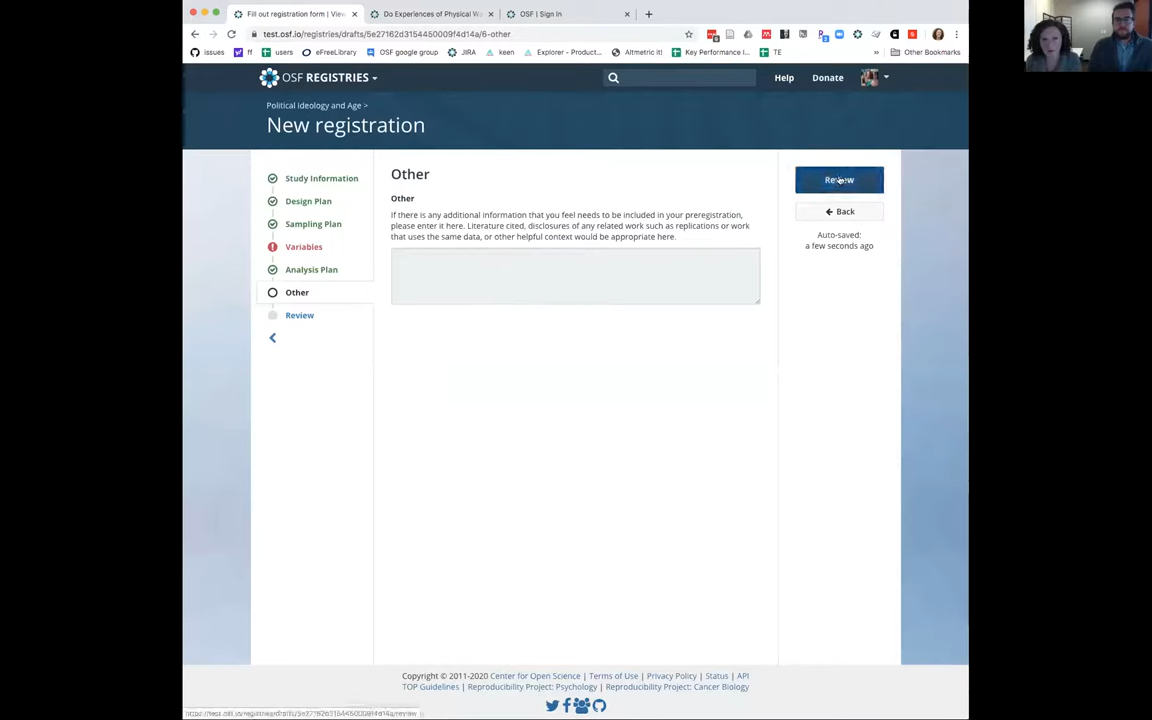 Fill out registration form | Viev
Do Experiences of Physical Wa
OSF | Sign In
test.osf.io/registries/drafts/5e27162d3154450009f4d14a/6-other
issues
ff
users
eFreeLibrary
OSF google group
JIRA
keen
Explorer - Product...
Altmetric it!
Key Performance I...
TE
»
Other Bookmarks
OSF REGISTRIES
Help
Donate
Political Ideology and Age >
New registration
Study Information
Design Plan
Sampling Plan
Variables
Analysis Plan
Other
Review
Other
Other
If there is any additional information that you feel needs to be included in your preregistration,
please enter it here. Literature cited, disclosures of any related work such as replications or work
that uses the same data, or other helpful context would be appropriate here.
Review
Back
Auto-saved:
a few seconds ago
Copyright © 2011-2020 Center for Open Science | Terms of Use | Privacy Policy | Status | API
TOP Guidelines | Reproducibility Project: Psychology | Reproducibility Project: Cancer Biology